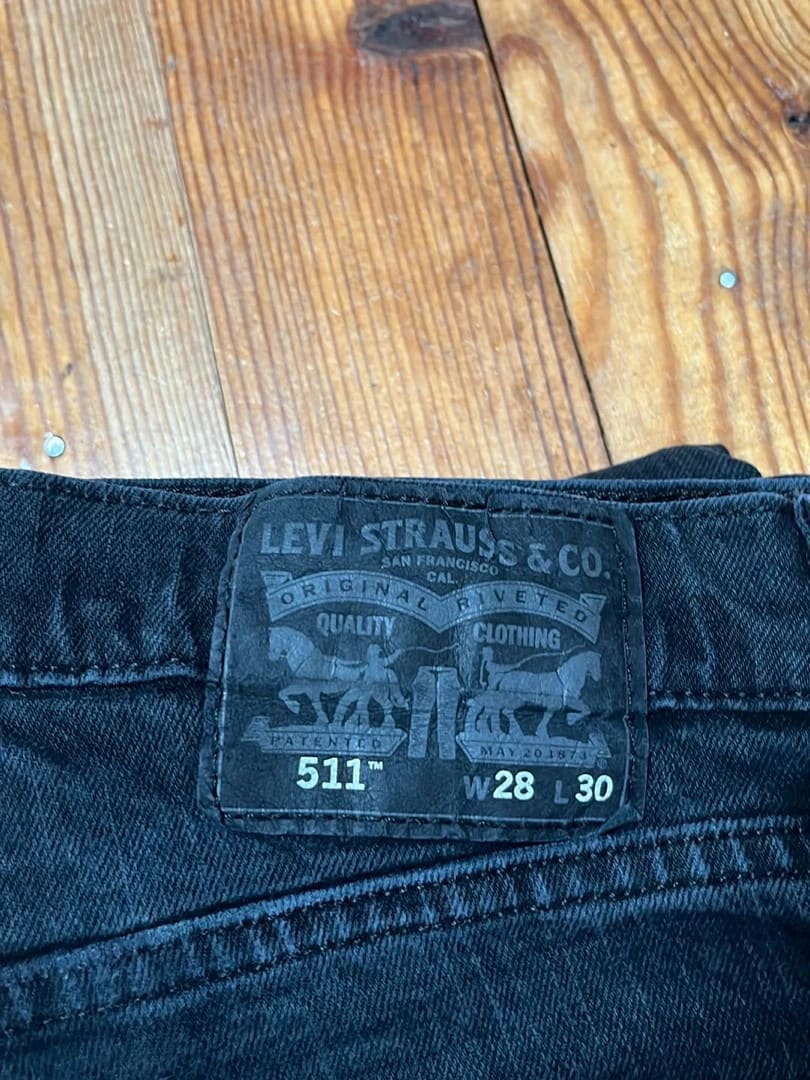 LEVI STRAUSS & CO.
SAN FRANCISCO
CAL.
ORIGINAL RIVETED
QUALITY CLOTHING
PATENTED MAY 20 1873
511™ W28 L30